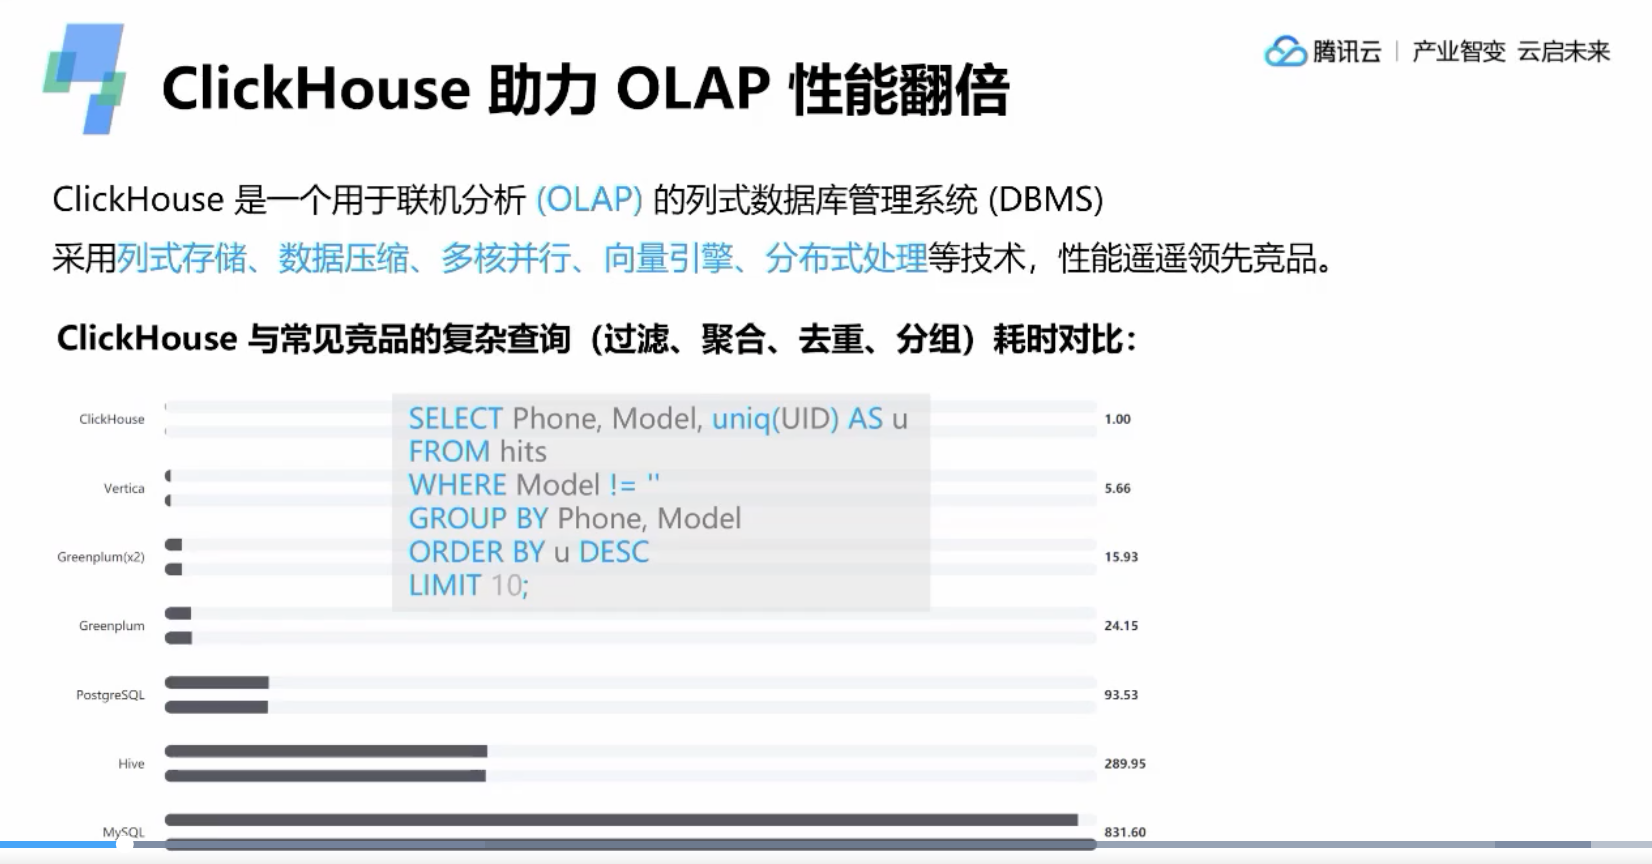 腾讯云 | 产业智变 云启未来
ClickHouse 助力 OLAP 性能翻倍
ClickHouse 是一个用于联机分析 (OLAP) 的列式数据库管理系统 (DBMS)
采用列式存储、数据压缩、多核并行、向量引擎、分布式处理等技术，性能遥遥领先竞品。
ClickHouse 与常见竞品的复杂查询（过滤、聚合、去重、分组）耗时对比：
SELECT Phone, Model, uniq(UID) AS u
FROM hits
WHERE Model != ''
GROUP BY Phone, Model
ORDER BY u DESC
LIMIT 10;
ClickHouse 1.00
Vertica 5.66
Greenplum(x2) 15.93
Greenplum 24.15
PostgreSQL 93.53
Hive 289.95
MySQL 831.60